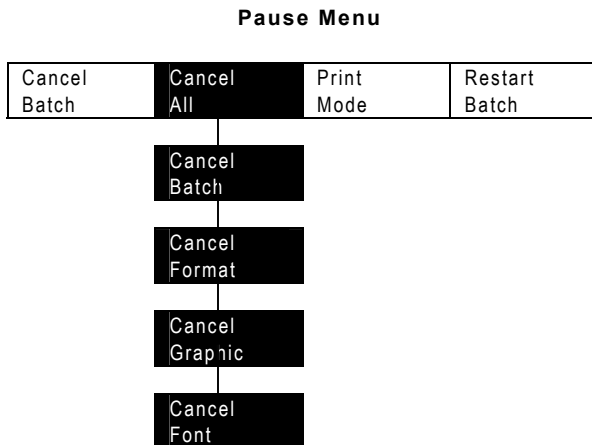 Pause Menu
Cancel
Batch
Cancel
All
Print
Mode
Restart
Batch
Cancel
Batch
Cancel
Format
Cancel
Graphic
Cancel
Font